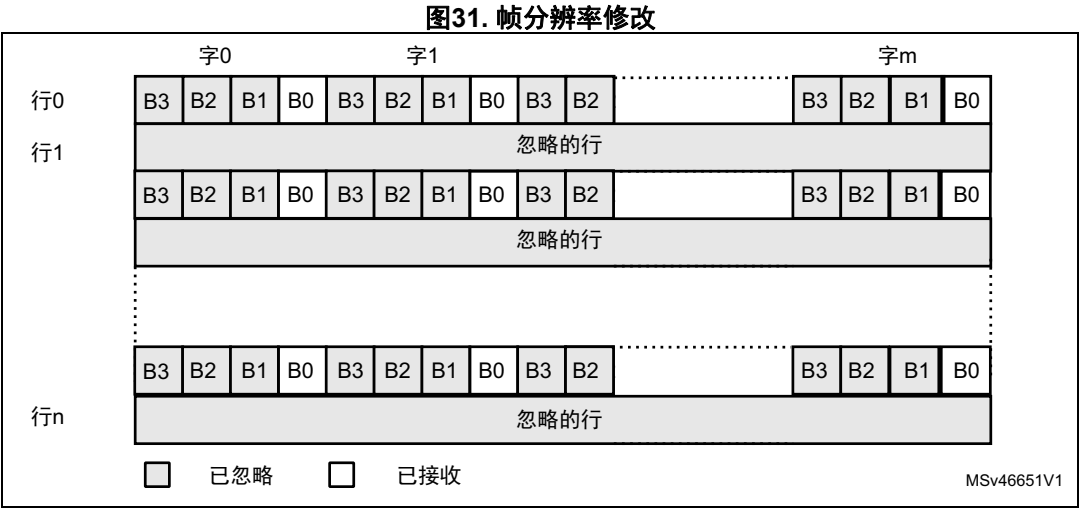 图31. 帧分辨率修改
字0 字1 字m
行0 B3 B2 B1 B0 B3 B2 B1 B0 B3 B2 B3 B2 B1 B0
行1 忽略的行
B3 B2 B1 B0 B3 B2 B1 B0 B3 B2 B3 B2 B1 B0
忽略的行
B3 B2 B1 B0 B3 B2 B1 B0 B3 B2 B3 B2 B1 B0
行n 忽略的行
已忽略 已接收 MSv46651V1